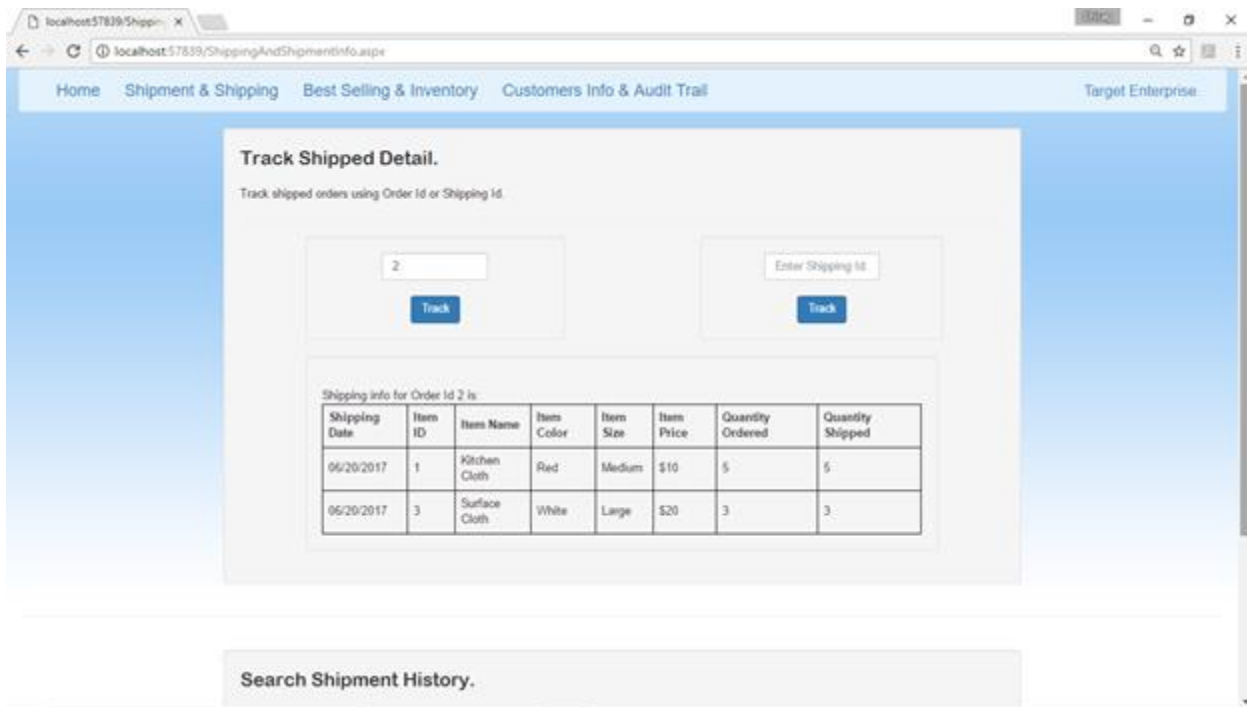 localhost:57839/Shippin
localhost:57839/ShippingAndShipmentInfo.aspx
Home Shipment & Shipping Best Selling & Inventory Customers Info & Audit Trail Target Enterprise
Track Shipped Detail.
Track shipped orders using Order Id or Shipping Id.
2 Enter Shipping Id
Track Track
Shipping info for Order Id 2 is:
Shipping Date Item ID Item Name Item Color Item Size Item Price Quantity Ordered Quantity Shipped
06/20/2017 1 Kitchen Cloth Red Medium $10 5 5
06/20/2017 3 Surface Cloth White Large $20 3 3
Search Shipment History.